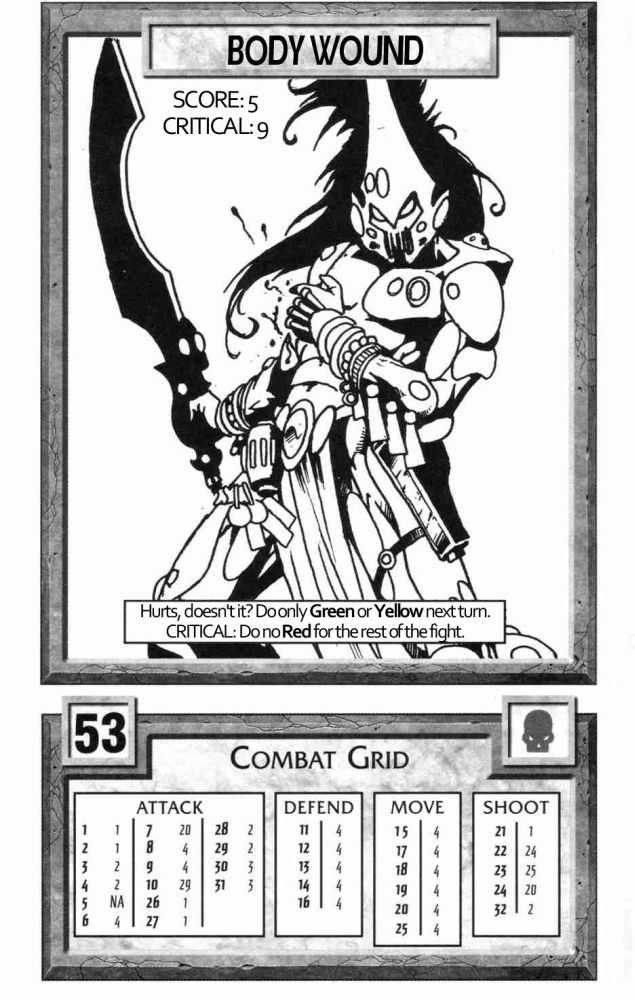 BODY WOUND
SCORE: 5
CRITICAL: 9
Hurts, doesn't it? Do only Green or Yellow next turn.
CRITICAL: Do no Red for the rest of the fight.
53
COMBAT GRID
ATTACK
1 1 7 20 28 2
2 1 8 4 29 2
3 2 9 4 30 3
4 2 10 29 31 3
5 NA 26 1
6 4 27 1
DEFEND
11 4
12 4
13 4
14 4
16 4
MOVE
15 4
17 4
18 4
19 4
20 4
25 4
SHOOT
21 1
22 24
23 25
24 20
32 2